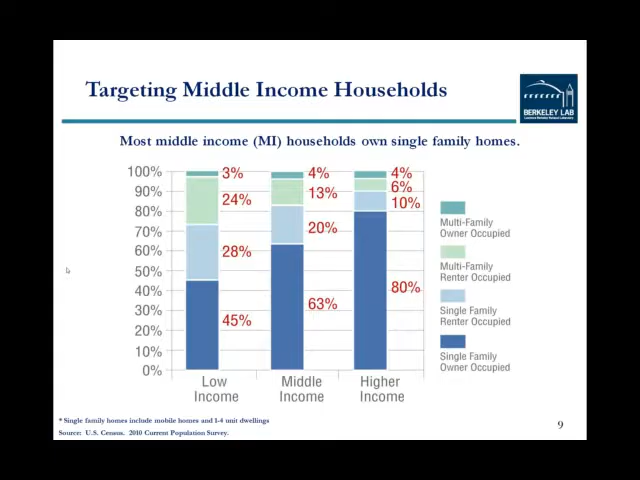 Targeting Middle Income Households
BERKELEY LAB
Most middle income (MI) households own single family homes.
100%
90%
80%
70%
60%
50%
40%
30%
20%
10%
0%
3%
24%
28%
45%
4%
13%
20%
63%
4%
6%
10%
80%
Low
Income
Middle
Income
Higher
Income
Multi-Family
Owner Occupied
Multi-Family
Renter Occupied
Single Family
Renter Occupied
Single Family
Owner Occupied
* Single family homes include mobile homes and 1-4 unit dwellings
Source: U.S. Census. 2010 Current Population Survey.
9